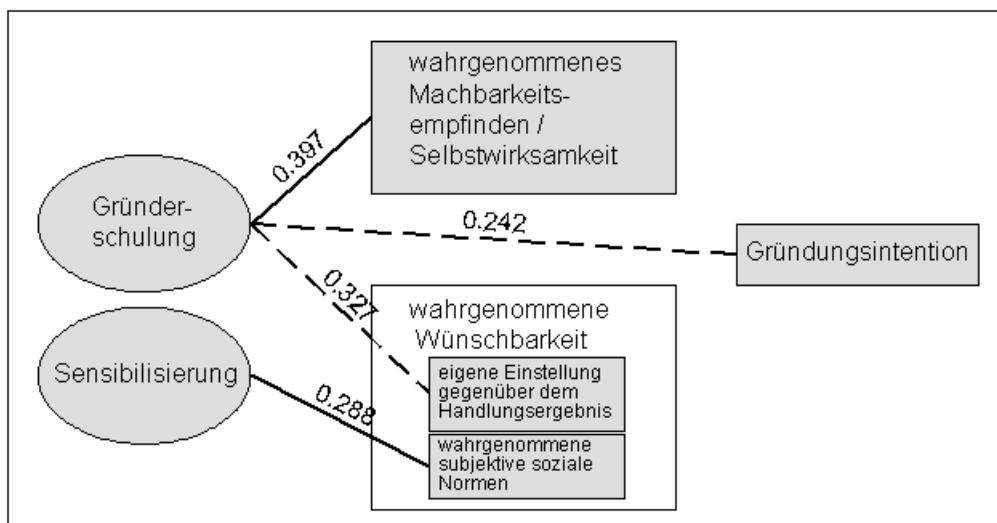 wahrgenommenes
Machbarkeits-
empfinden /
Selbstwirksamkeit
0.397
Gründer-
schulung
0.242
Gründungsintention
0.327
wahrgenommene
Wünschbarkeit
Sensibilisierung
eigene Einstellung
gegenüber dem
Handlungsergebnis
0.288
wahrgenommene
subjektive soziale
Normen